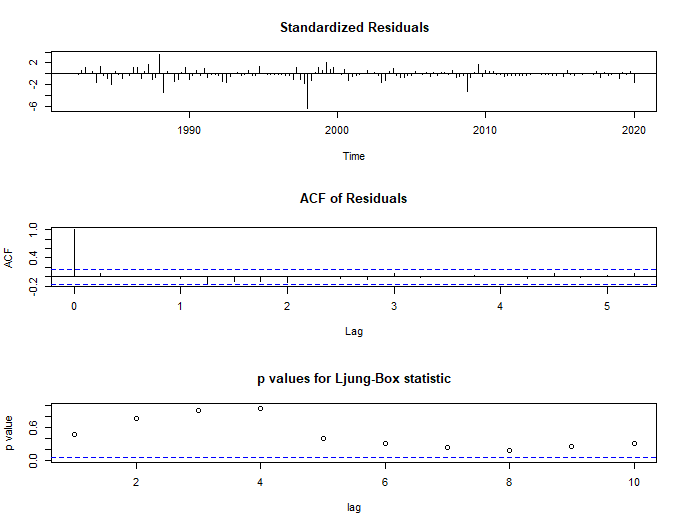 Standardized Residuals
2
-2
-6
1990 2000 2010 2020
Time
ACF of Residuals
ACF
1.0
0.4
-0.2
0 1 2 3 4 5
Lag
p values for Ljung-Box statistic
p value
0.6
0.0
2 4 6 8 10
lag